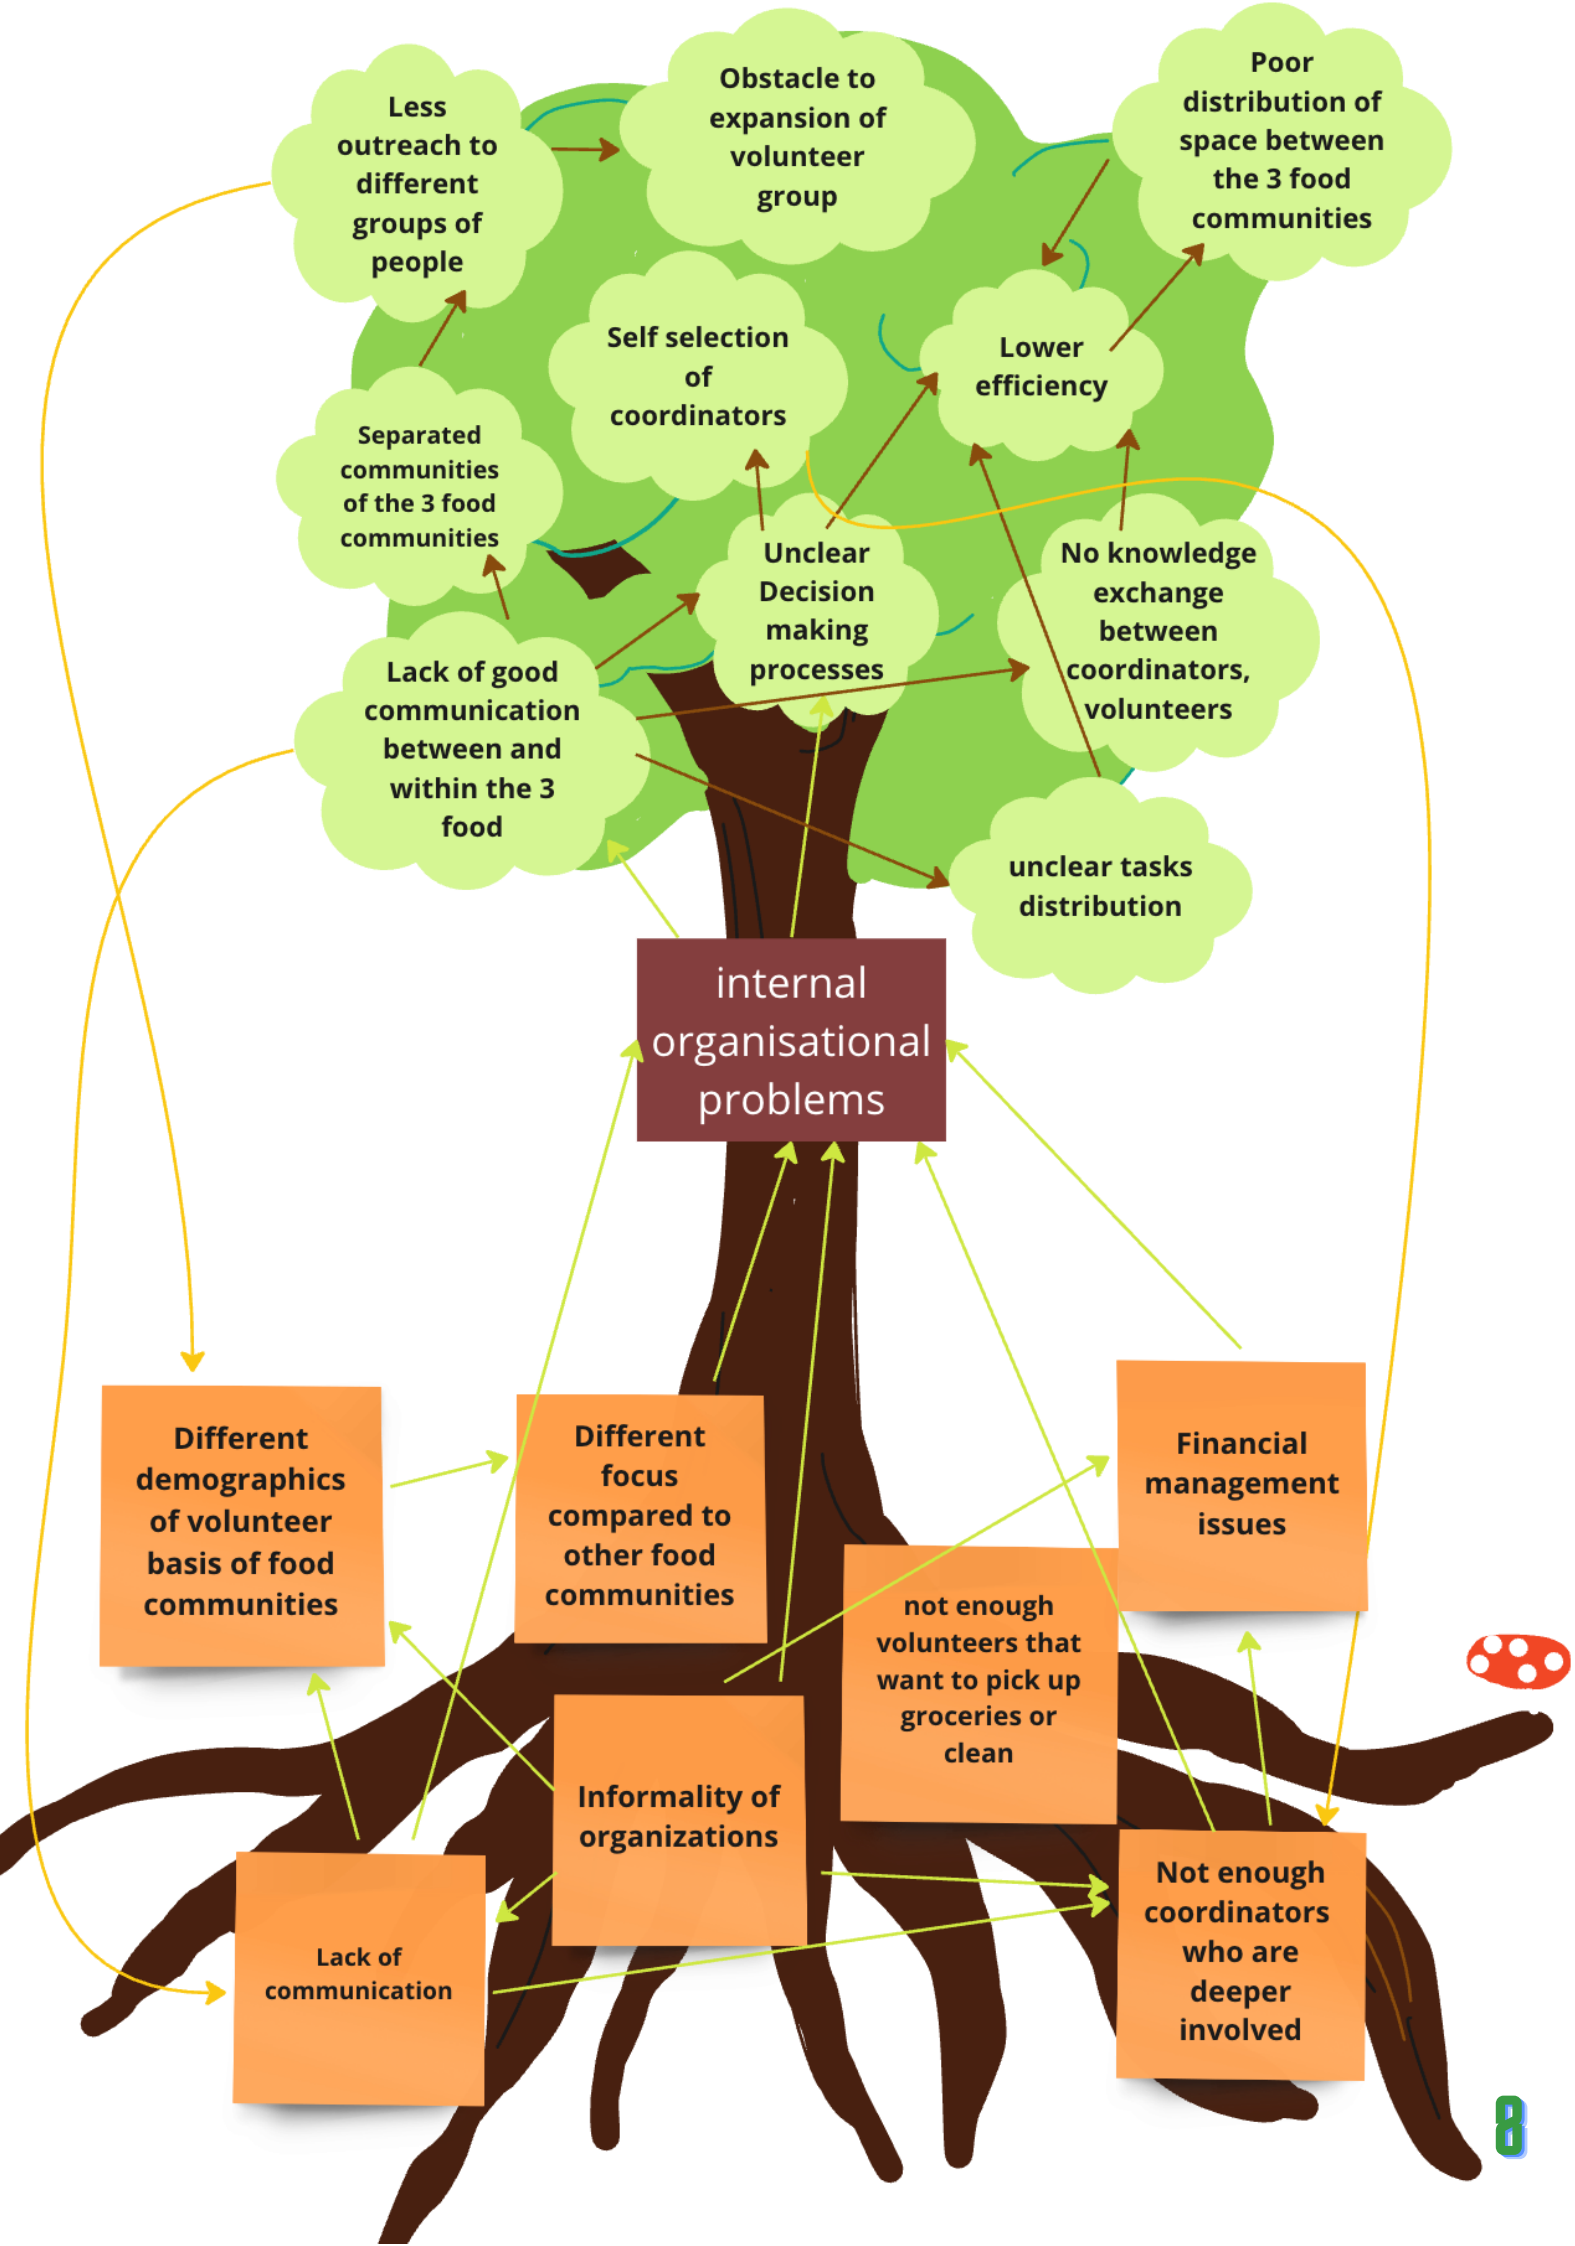 Less
outreach to
different
groups of
people
Obstacle to
expansion of
volunteer
group
Poor
distribution of
space between
the 3 food
communities
Self selection
of
coordinators
Lower
efficiency
Separated
communities
of the 3 food
communities
Unclear
Decision
making
processes
No knowledge
exchange
between
coordinators,
volunteers
Lack of good
communication
between and
within the 3
food
unclear tasks
distribution
internal
organisational
problems
Different
demographics
of volunteer
basis of food
communities
Different
focus
compared to
other food
communities
Financial
management
issues
not enough
volunteers that
want to pick up
groceries or
clean
Informality of
organizations
Lack of
communication
Not enough
coordinators
who are
deeper
involved
8